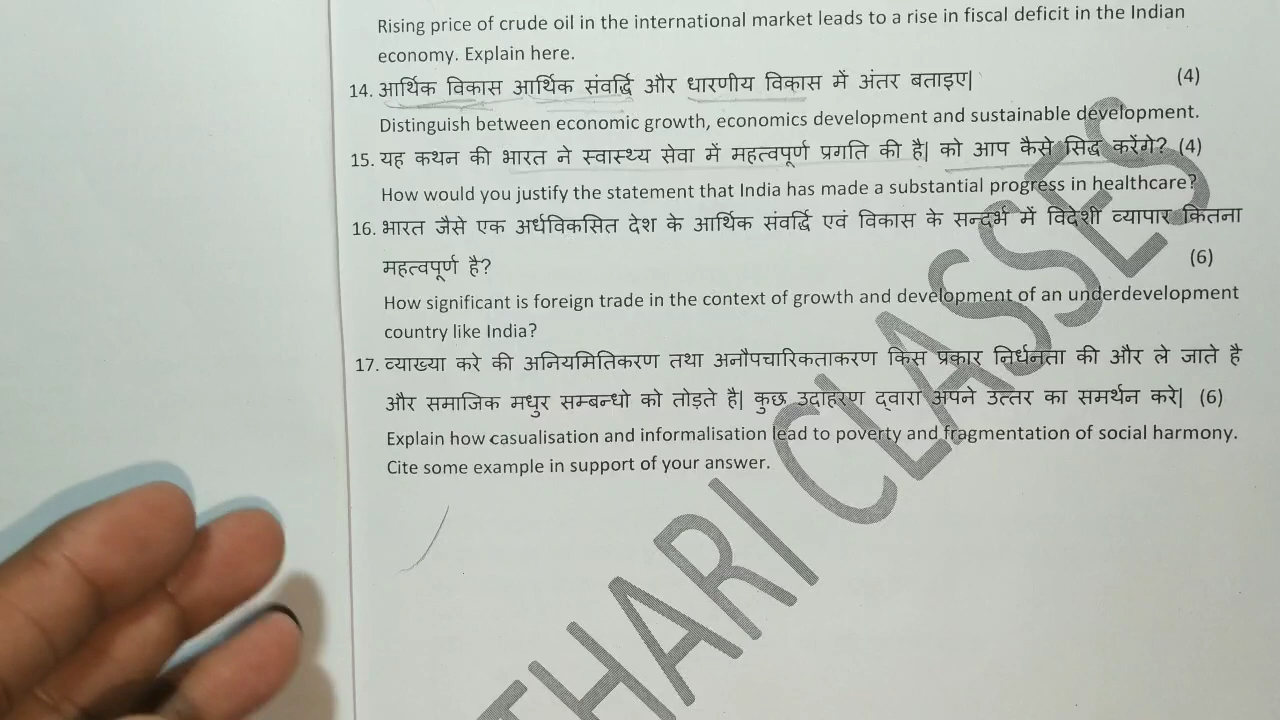 Rising price of crude oil in the international market leads to a rise in fiscal deficit in the Indian
economy. Explain here.
14. आर्थिक विकास आर्थिक संवर्द्धि और धारणीय विकास में अंतर बताइए| (4)
Distinguish between economic growth, economics development and sustainable development.
15. यह कथन की भारत ने स्वास्थ्य सेवा में महत्वपूर्ण प्रगति की है| को आप कैसे सिद्ध करेंगे? (4)
How would you justify the statement that India has made a substantial progress in healthcare?
16. भारत जैसे एक अर्धविकसित देश के आर्थिक संवर्द्धि एवं विकास के सन्दर्भ में विदेशी व्यापार कितना
महत्वपूर्ण है? (6)
How significant is foreign trade in the context of growth and development of an underdevelopment
country like India?
17. व्याख्या करे की अनियमितिकरण तथा अनौपचारिकताकरण किस प्रकार निर्धनता की और ले जाते है
और समाजिक मधुर सम्बन्धो को तोड़ते है| कुछ उदाहरण द्वारा अपने उत्तर का समर्थन करे| (6)
Explain how casualisation and informalisation lead to poverty and fragmentation of social harmony.
Cite some example in support of your answer.
THARI CLASSES